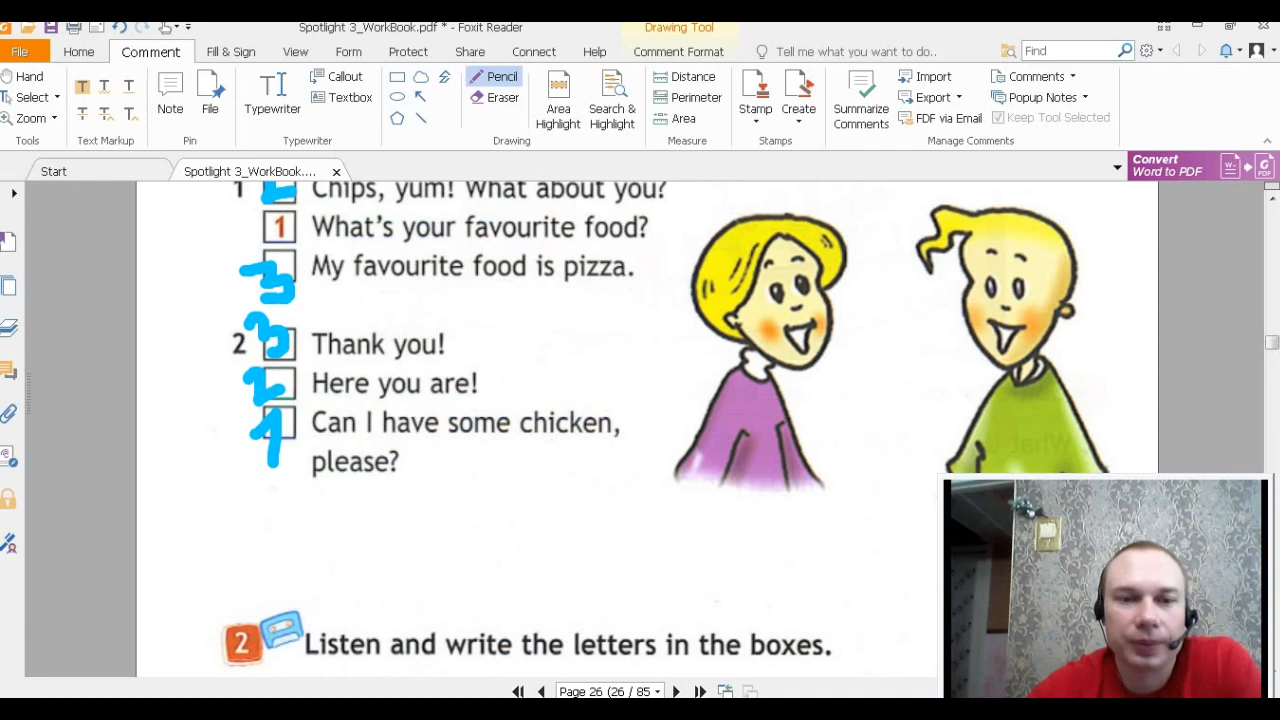 Spotlight 3_WorkBook.pdf * - Foxit Reader
Drawing Tool
File Home Comment Fill & Sign View Form Protect Share Connect Help Comment Format Tell me what you want to do.. Find
Hand
Select
Zoom
Tools
T T T
T T T
Text Markup
Note File
Pin
Typewriter
Callout
Textbox
Typewriter
Pencil
Eraser
Area Highlight
Search & Highlight
Drawing
Distance
Perimeter
Area
Measure
Stamp Create
Stamps
Summarize Comments
Import
Export
FDF via Email
Comments
Popup Notes
Keep Tool Selected
Manage Comments
Start Spotlight 3_WorkBook....
Convert
Word to PDF
1 2 Chips, yum! What about you?
1 What's your favourite food?
3 My favourite food is pizza.
2 3 Thank you!
2 Here you are!
1 Can I have some chicken,
please?
2 Listen and write the letters in the boxes.
Page 26 (26 / 85